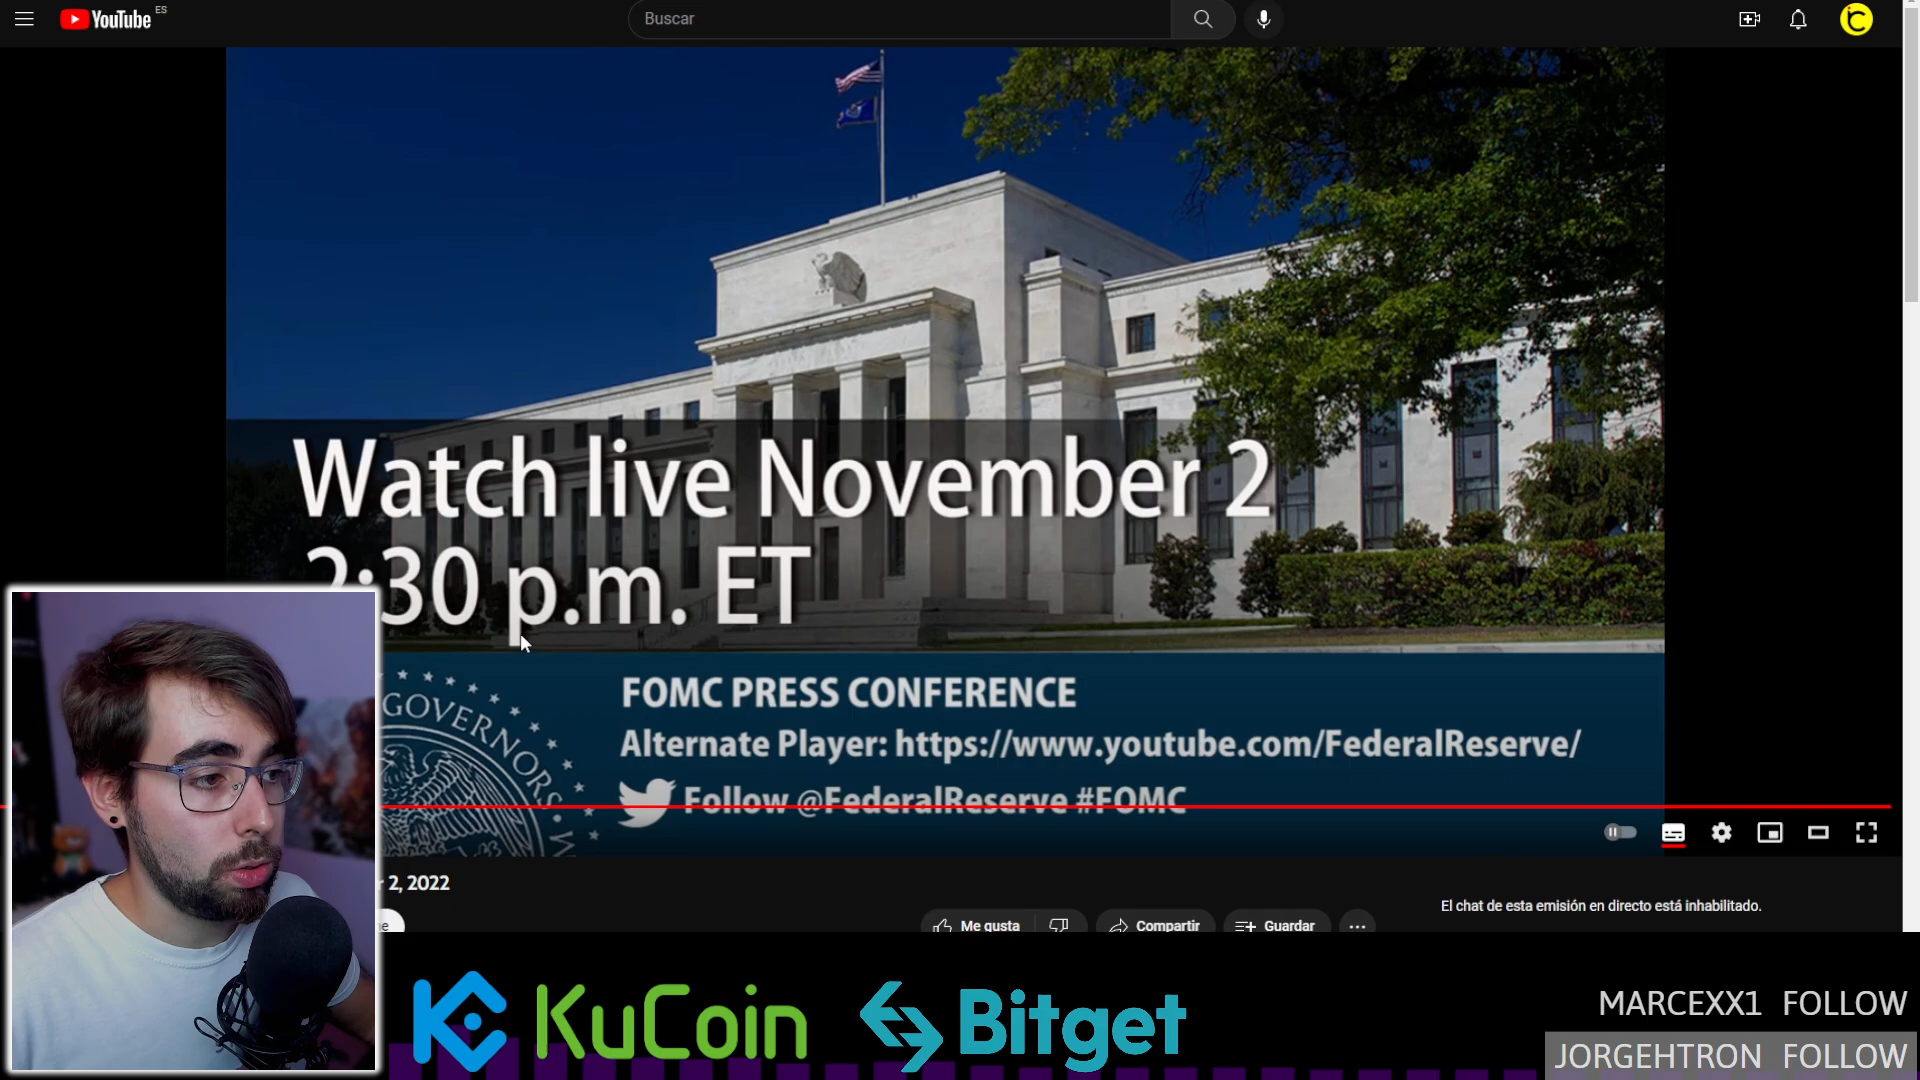 YouTube ES
Buscar
Watch live November 2
2:30 p.m. ET
GOVERNORS
FOMC PRESS CONFERENCE
Alternate Player: https://www.youtube.com/FederalReserve/
Follow @FederalReserve #FOMC
2, 2022
Me gusta
Compartir
Guardar
El chat de esta emisión en directo está inhabilitado.
KuCoin
Bitget
MARCEXX1 FOLLOW
JORGEHTRON FOLLOW